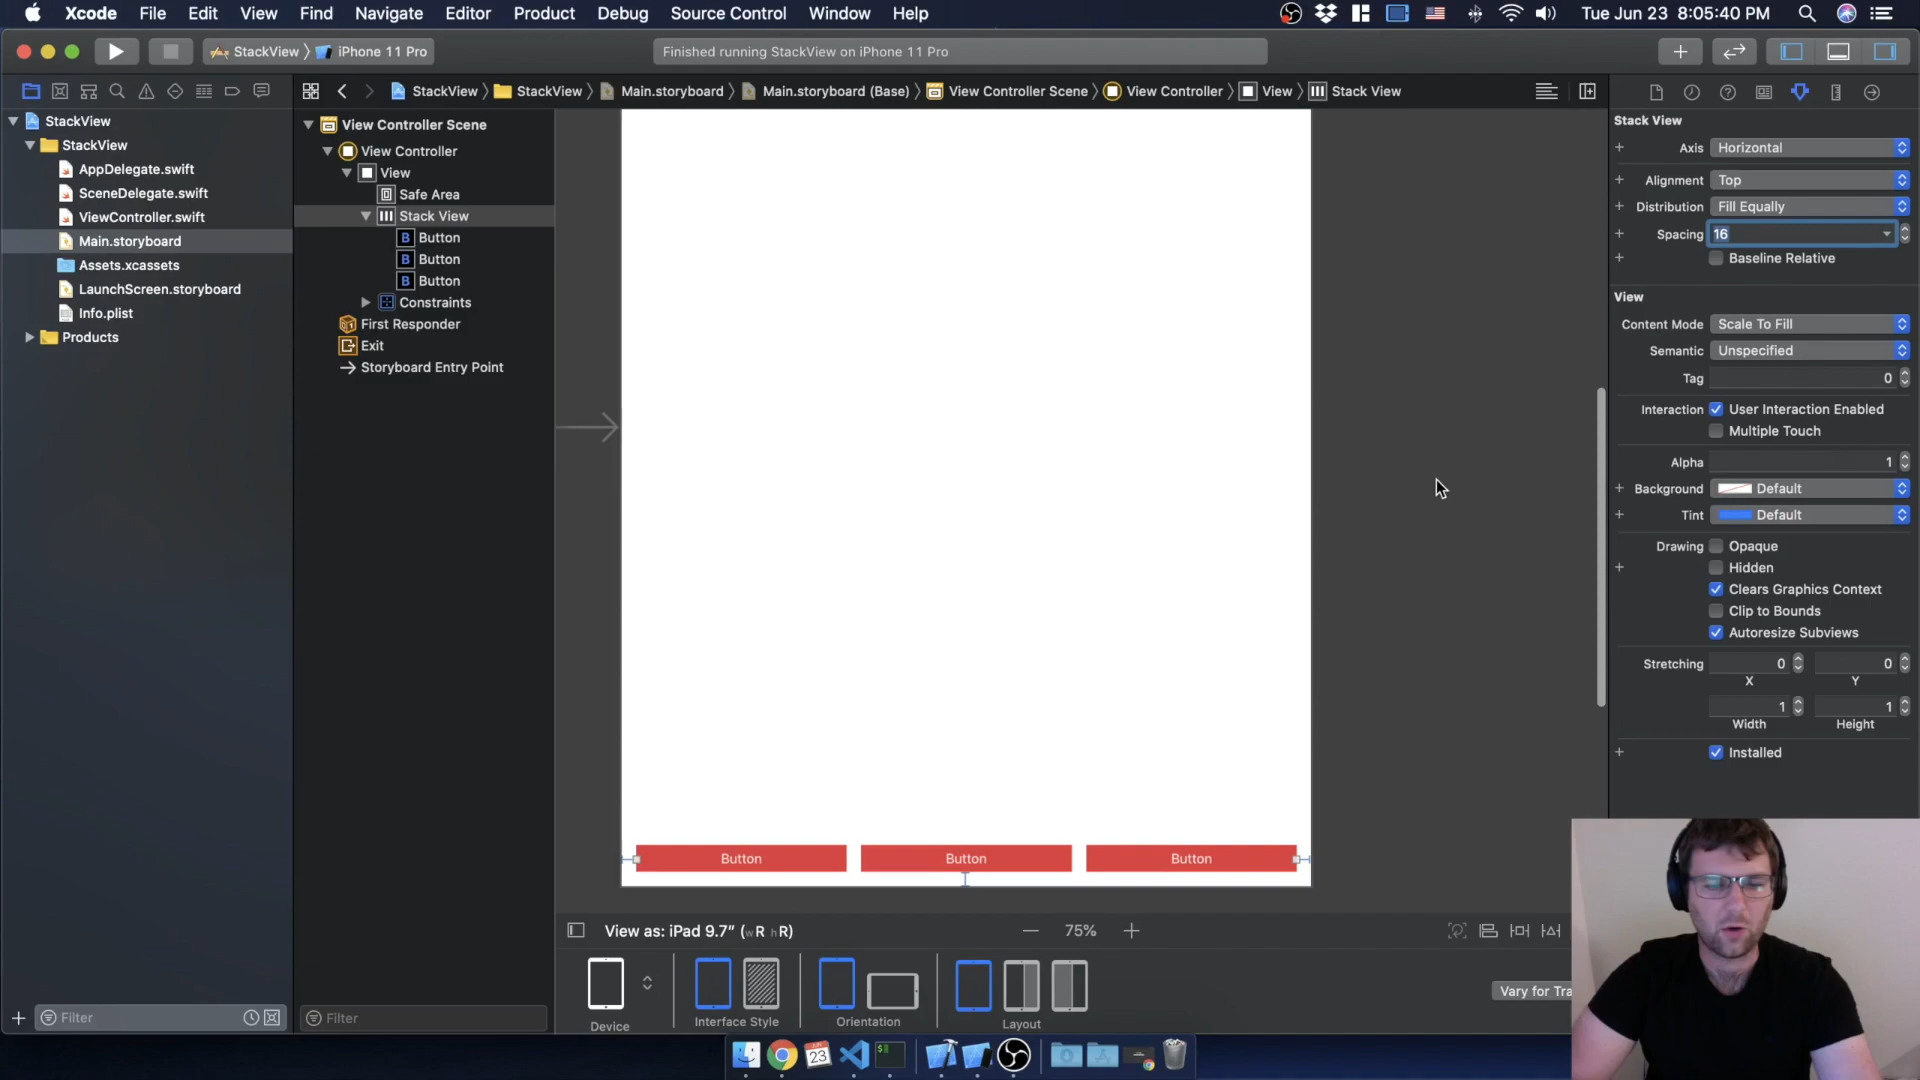 Xcode File Edit View Find Navigate Editor Product Debug Source Control Window Help
Tue Jun 23 8:05:40 PM
StackView 〉 iPhone 11 Pro
Finished running StackView on iPhone 11 Pro
StackView 〉 StackView 〉 Main.storyboard 〉 Main.storyboard (Base) 〉 View Controller Scene 〉 View Controller 〉 View 〉 Stack View
StackView
StackView
AppDelegate.swift
SceneDelegate.swift
ViewController.swift
Main.storyboard
Assets.xcassets
LaunchScreen.storyboard
Info.plist
Products
Filter
View Controller Scene
View Controller
View
Safe Area
Stack View
B Button
B Button
B Button
Constraints
First Responder
Exit
Storyboard Entry Point
Filter
Button Button Button
View as: iPad 9.7" (wR hR)
75%
Device
Interface Style
Orientation
Layout
Vary for Tra
Stack View
Axis Horizontal
Alignment Top
Distribution Fill Equally
Spacing 16
Baseline Relative
View
Content Mode Scale To Fill
Semantic Unspecified
Tag 0
Interaction User Interaction Enabled
Multiple Touch
Alpha 1
Background Default
Tint Default
Drawing Opaque
Hidden
Clears Graphics Context
Clip to Bounds
Autoresize Subviews
Stretching 0 0
X Y
1 1
Width Height
Installed
23